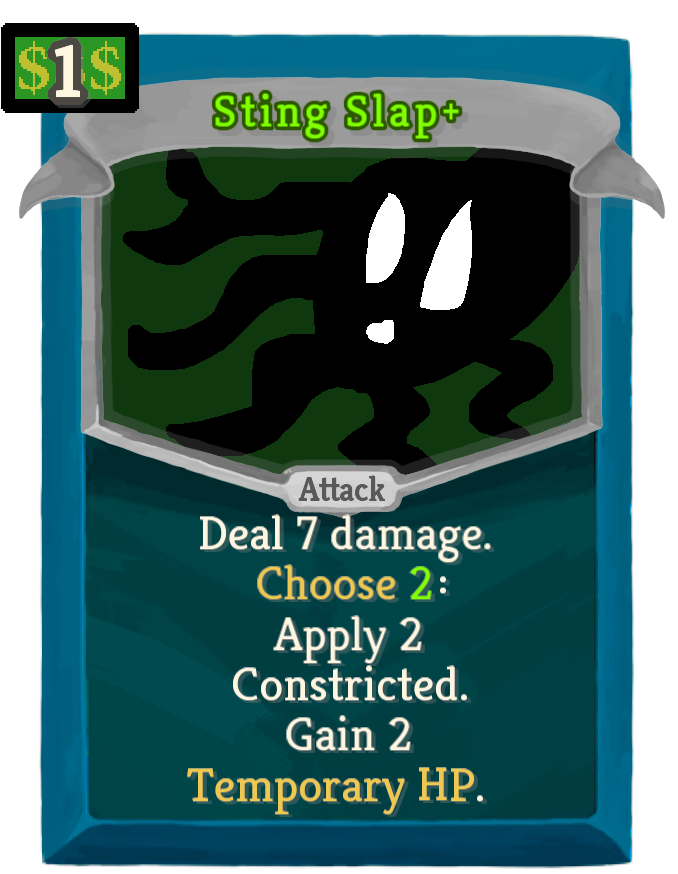 $1$
Sting Slap+
Attack
Deal 7 damage.
Choose 2:
Apply 2
Constricted.
Gain 2
Temporary HP.